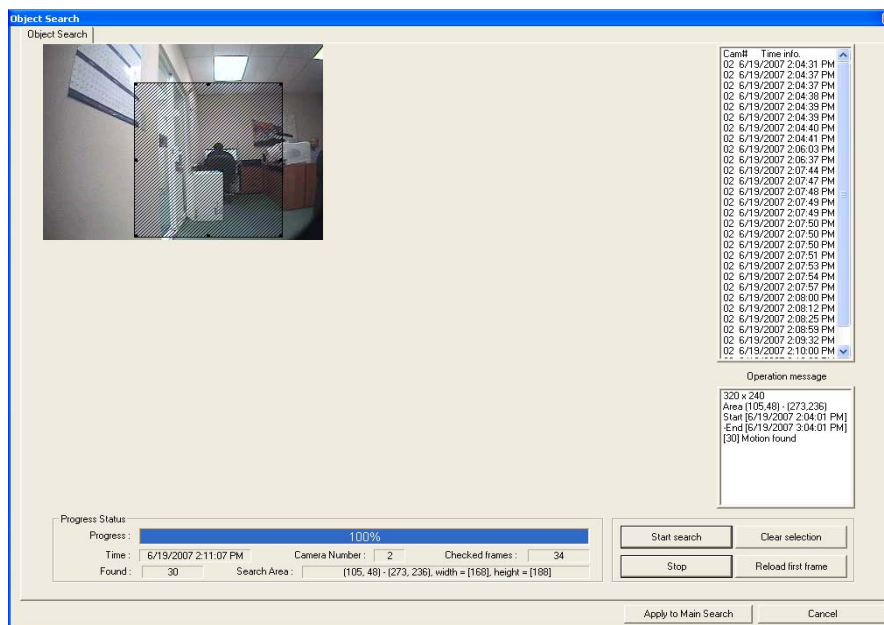 Object Search
Object Search
Cam# Time info.
02 6/19/2007 2:04:31 PM
02 6/19/2007 2:04:37 PM
02 6/19/2007 2:04:37 PM
02 6/19/2007 2:04:38 PM
02 6/19/2007 2:04:39 PM
02 6/19/2007 2:04:39 PM
02 6/19/2007 2:04:40 PM
02 6/19/2007 2:04:41 PM
02 6/19/2007 2:06:03 PM
02 6/19/2007 2:06:37 PM
02 6/19/2007 2:07:44 PM
02 6/19/2007 2:07:47 PM
02 6/19/2007 2:07:48 PM
02 6/19/2007 2:07:49 PM
02 6/19/2007 2:07:49 PM
02 6/19/2007 2:07:50 PM
02 6/19/2007 2:07:50 PM
02 6/19/2007 2:07:50 PM
02 6/19/2007 2:07:51 PM
02 6/19/2007 2:07:53 PM
02 6/19/2007 2:07:54 PM
02 6/19/2007 2:07:57 PM
02 6/19/2007 2:08:00 PM
02 6/19/2007 2:08:12 PM
02 6/19/2007 2:08:25 PM
02 6/19/2007 2:08:59 PM
02 6/19/2007 2:09:32 PM
02 6/19/2007 2:10:00 PM
Operation message
320 x 240
Area (105,48) - (273,236)
Start [6/19/2007 2:04:01 PM]
-End [6/19/2007 3:04:01 PM]
[30] Motion found
Progress Status
Progress : 100%
Time : 6/19/2007 2:11:07 PM Camera Number : 2 Checked frames : 34
Found : 30 Search Area : (105, 48) - (273, 236), width = [168], height = [188]
Start search Clear selection
Stop Reload first frame
Apply to Main Search Cancel